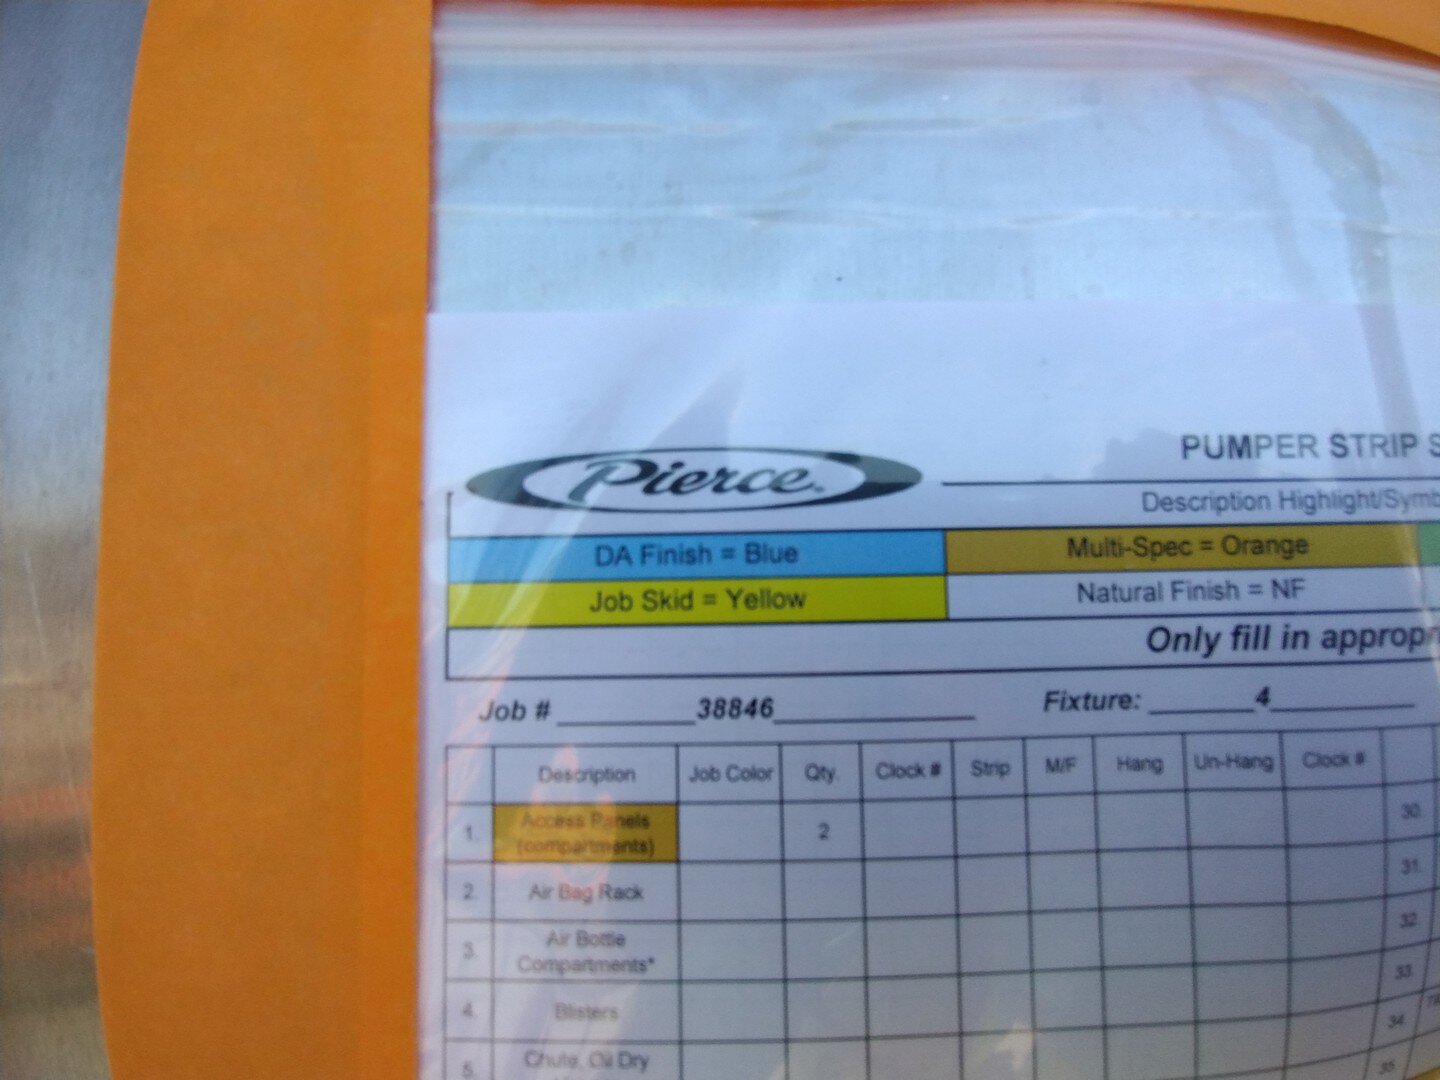 Pierce
PUMPER STRIP
Description Highlight/Symb
DA Finish = Blue
Multi-Spec = Orange
Job Skid = Yellow
Natural Finish = NF
Only fill in approp
Job # 38846
Fixture: 4
Description Job Color Qty. Clock # Strip M/F Hang Un-Hang Clock #
1. Access Panels (compartments) 2 30.
2. Air Bag Rack 31.
3. Air Bottle Compartments* 32.
33.
4. Blisters 34
5. Chute, Oil Dry 35